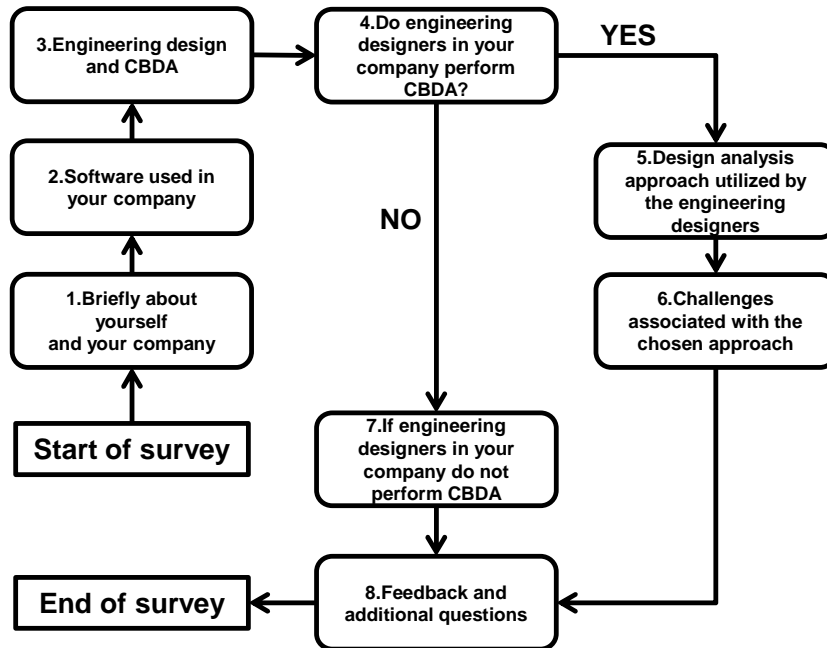 Start of survey
1.Briefly about
yourself
and your company
2.Software used in
your company
3.Engineering design
and CBDA
4.Do engineering
designers in your
company perform
CBDA?
YES
5.Design analysis
approach utilized by
the engineering
designers
6.Challenges
associated with the
chosen approach
NO
7.If engineering
designers in your
company do not
perform CBDA
8.Feedback and
additional questions
End of survey